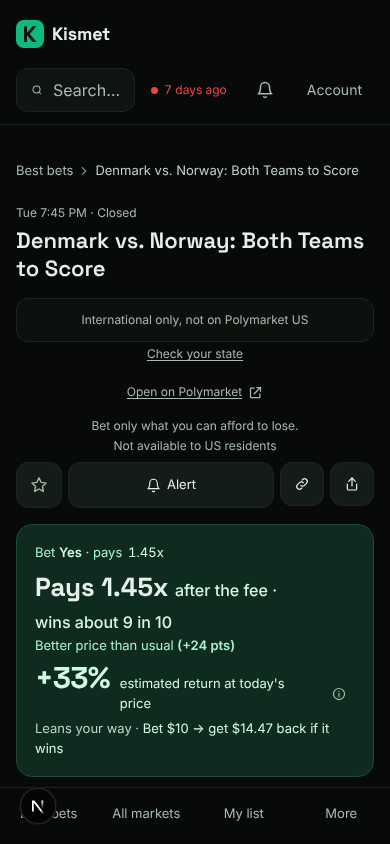 Kismet
Search...
7 days ago
Account
Best bets > Denmark vs. Norway: Both Teams to Score
Tue 7:45 PM · Closed
Denmark vs. Norway: Both Teams
to Score
International only, not on Polymarket US
Check your state
Open on Polymarket
Bet only what you can afford to lose.
Not available to US residents
Alert
Bet Yes · pays 1.45x
Pays 1.45x after the fee ·
wins about 9 in 10
Better price than usual (+24 pts)
+33% estimated return at today's
price
Leans your way · Bet $10 → get $14.47 back if it
wins
N
bets
All markets
My list
More